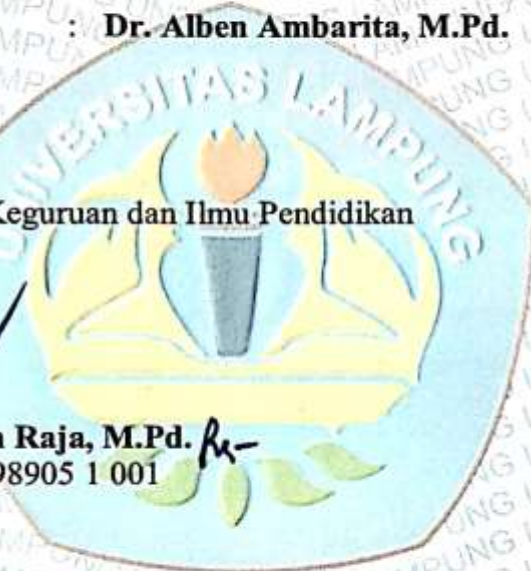 : Dr. Alben Ambarita, M.Pd.
UNIVERSITAS LAMPUNG
Keguruan dan Ilmu Pendidikan
Raja, M.Pd.
98905 1 001